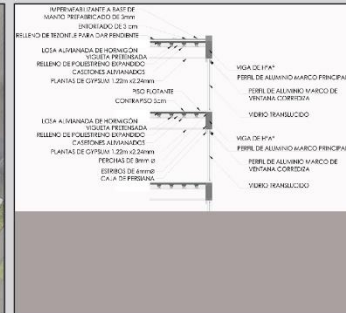 IMPERMEABILIZANTE A BASE DE
MANTO PREFABRICADO DE 3mm
ENTORTADO DE 3 cm
RELLENO DE TEZONTLE PARA DAR PENDIENTE
LOSA ALIVIANADA DE HORMIGÓN
VIGUETA PRETENSADA
RELLENO DE POLIESTIRENO EXPANDIDO
CASETONES ALIVIANADOS
PLANTAS DE GYPSUM 1.22m x2.24mm
PISO FLOTANTE
CONTRAPISO 5cm
LOSA ALIVIANADA DE HORMIGÓN
VIGUETA PRETENSADA
RELLENO DE POLIESTIRENO EXPANDIDO
CASETONES ALIVIANADOS
PLANTAS DE GYPSUM 1.22m x2.24mm
PERCHAS DE 8mm ø
ESTRIBOS DE 6mmø
CAJA DE PERSIANA
VIGA DE HºAº
PERFIL DE ALUMINIO MARCO PRINCIPAL
PERFIL DE ALUMINIO MARCO DE
VENTANA CORREDIZA
VIDRIO TRANSLUCIDO
VIGA DE HºAº
PERFIL DE ALUMINIO MARCO PRINCIPAL
PERFIL DE ALUMINIO MARCO DE
VENTANA CORREDIZA
VIDRIO TRANSLUCIDO